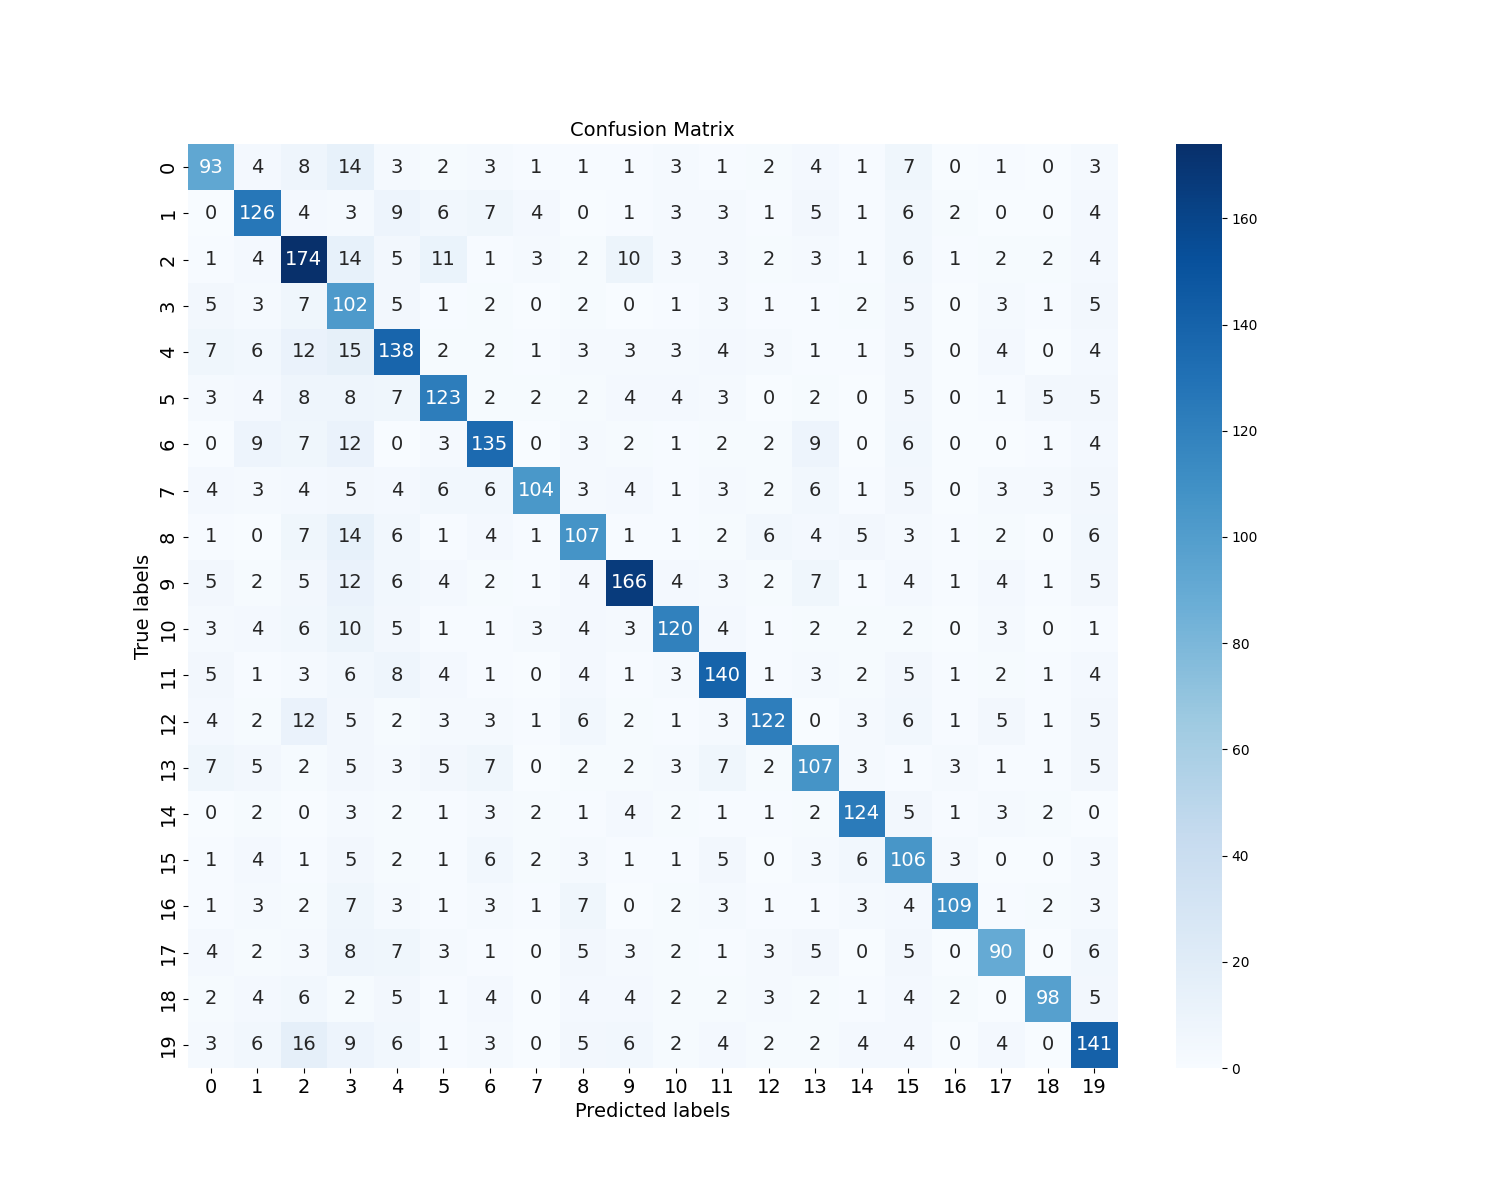 Confusion Matrix
0 93 4 8 14 3 2 3 1 1 1 3 1 2 4 1 7 0 1 0 3
1 0 126 4 3 9 6 7 4 0 1 3 3 1 5 1 6 2 0 0 4
2 1 4 174 14 5 11 1 3 2 10 3 3 2 3 1 6 1 2 2 4
3 5 3 7 102 5 1 2 0 2 0 1 3 1 1 2 5 0 3 1 5
4 7 6 12 15 138 2 2 1 3 3 3 4 3 1 1 5 0 4 0 4
5 3 4 8 8 7 123 2 2 2 4 4 3 0 2 0 5 0 1 5 5
6 0 9 7 12 0 3 135 0 3 2 1 2 2 9 0 6 0 0 1 4
7 4 3 4 5 4 6 6 104 3 4 1 3 2 6 1 5 0 3 3 5
8 1 0 7 14 6 1 4 1 107 1 1 2 6 4 5 3 1 2 0 6
9 5 2 5 12 6 4 2 1 4 166 4 3 2 7 1 4 1 4 1 5
10 3 4 6 10 5 1 1 3 4 3 120 4 1 2 2 2 0 3 0 1
11 5 1 3 6 8 4 1 0 4 1 3 140 1 3 2 5 1 2 1 4
12 4 2 12 5 2 3 3 1 6 2 1 3 122 0 3 6 1 5 1 5
13 7 5 2 5 3 5 7 0 2 2 3 7 2 107 3 1 3 1 1 5
14 0 2 0 3 2 1 3 2 1 4 2 1 1 2 124 5 1 3 2 0
15 1 4 1 5 2 1 6 2 3 1 1 5 0 3 6 106 3 0 0 3
16 1 3 2 7 3 1 3 1 7 0 2 3 1 1 3 4 109 1 2 3
17 4 2 3 8 7 3 1 0 5 3 2 1 3 5 0 5 0 90 0 6
18 2 4 6 2 5 1 4 0 4 4 2 2 3 2 1 4 2 0 98 5
19 3 6 16 9 6 1 3 0 5 6 2 4 2 2 4 4 0 4 0 141
0 1 2 3 4 5 6 7 8 9 10 11 12 13 14 15 16 17 18 19
Predicted labels
True labels
160
140
120
100
80
60
40
20
0